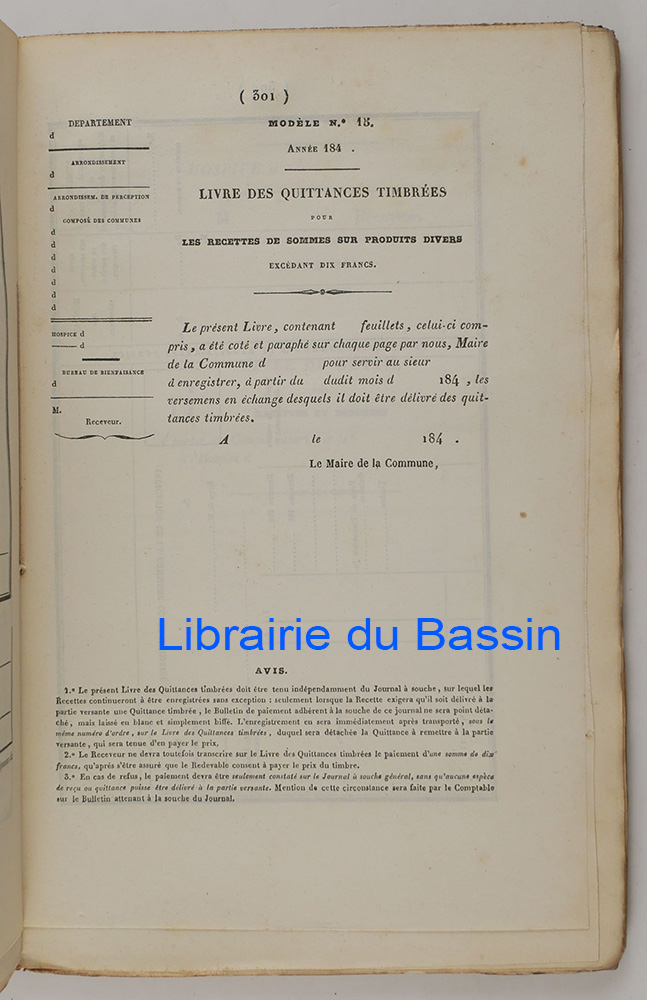 ( 301 )
DEPARTEMENT
d
ARRONDISSEMENT
d
ARRONDISSEM. DE PERCEPTION
d
COMPOSÉ DES COMMUNES
d
d
d
d
d
d
d
HOSPICE d
d
BUREAU DE BIENFAISANCE
d
M.
Receveur.
MODÈLE N.º 15.
ANNÉE 184 .
LIVRE DES QUITTANCES TIMBRÉES
POUR
LES RECETTES DE SOMMES SUR PRODUITS DIVERS
EXCÉDANT DIX FRANCS.
Le présent Livre, contenant feuillets, celui-ci com-
pris, a été coté et paraphé sur chaque page par nous, Maire
de la Commune d pour servir au sieur
à enregistrer, à partir du dudit mois d 184 , les
versemens en échange desquels il doit être délivré des quit-
tances timbrées.
A le 184 .
Le Maire de la Commune,
Librairie du Bassin
AVIS.
1.º Le présent Livre des Quittances timbrées doit être tenu indépendamment du Journal à souche, sur lequel les
Recettes continueront à être enregistrées sans exception : seulement lorsque la Recette exigera qu'il soit délivré à la
partie versante une Quittance timbrée, le Bulletin de paiement adhérent à la souche de ce journal ne sera point déta-
ché, mais laissé en blanc et simplement biffé. L'enregistrement en sera immédiatement après transporté, sous le
même numéro d'ordre, sur le Livre des Quittances timbrées, duquel sera détachée la Quittance à remettre à la partie
versante, qui sera tenue d'en payer le prix.
2.º Le Receveur ne devra toutefois transcrire sur le Livre des Quittances timbrées le paiement d'une somme de dix
francs, qu'après s'être assuré que le Redevable consent à payer le prix du timbre.
3.º En cas de refus, le paiement devra être seulement constaté sur le Journal à souche général, sans qu'aucune espèce
de reçu ou quittance puisse être délivré à la partie versante. Mention de cette circonstance sera faite par le Comptable
sur le Bulletin attenant à la souche du Journal.